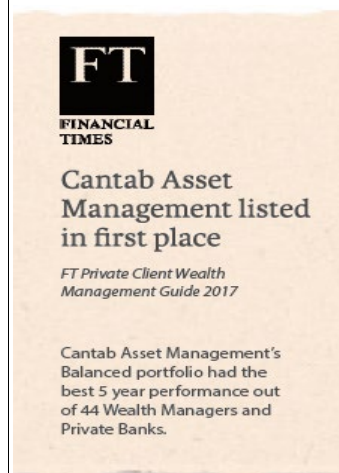 FT
FINANCIAL
TIMES
Cantab Asset
Management listed
in first place
FT Private Client Wealth
Management Guide 2017
Cantab Asset Management's
Balanced portfolio had the
best 5 year performance out
of 44 Wealth Managers and
Private Banks.